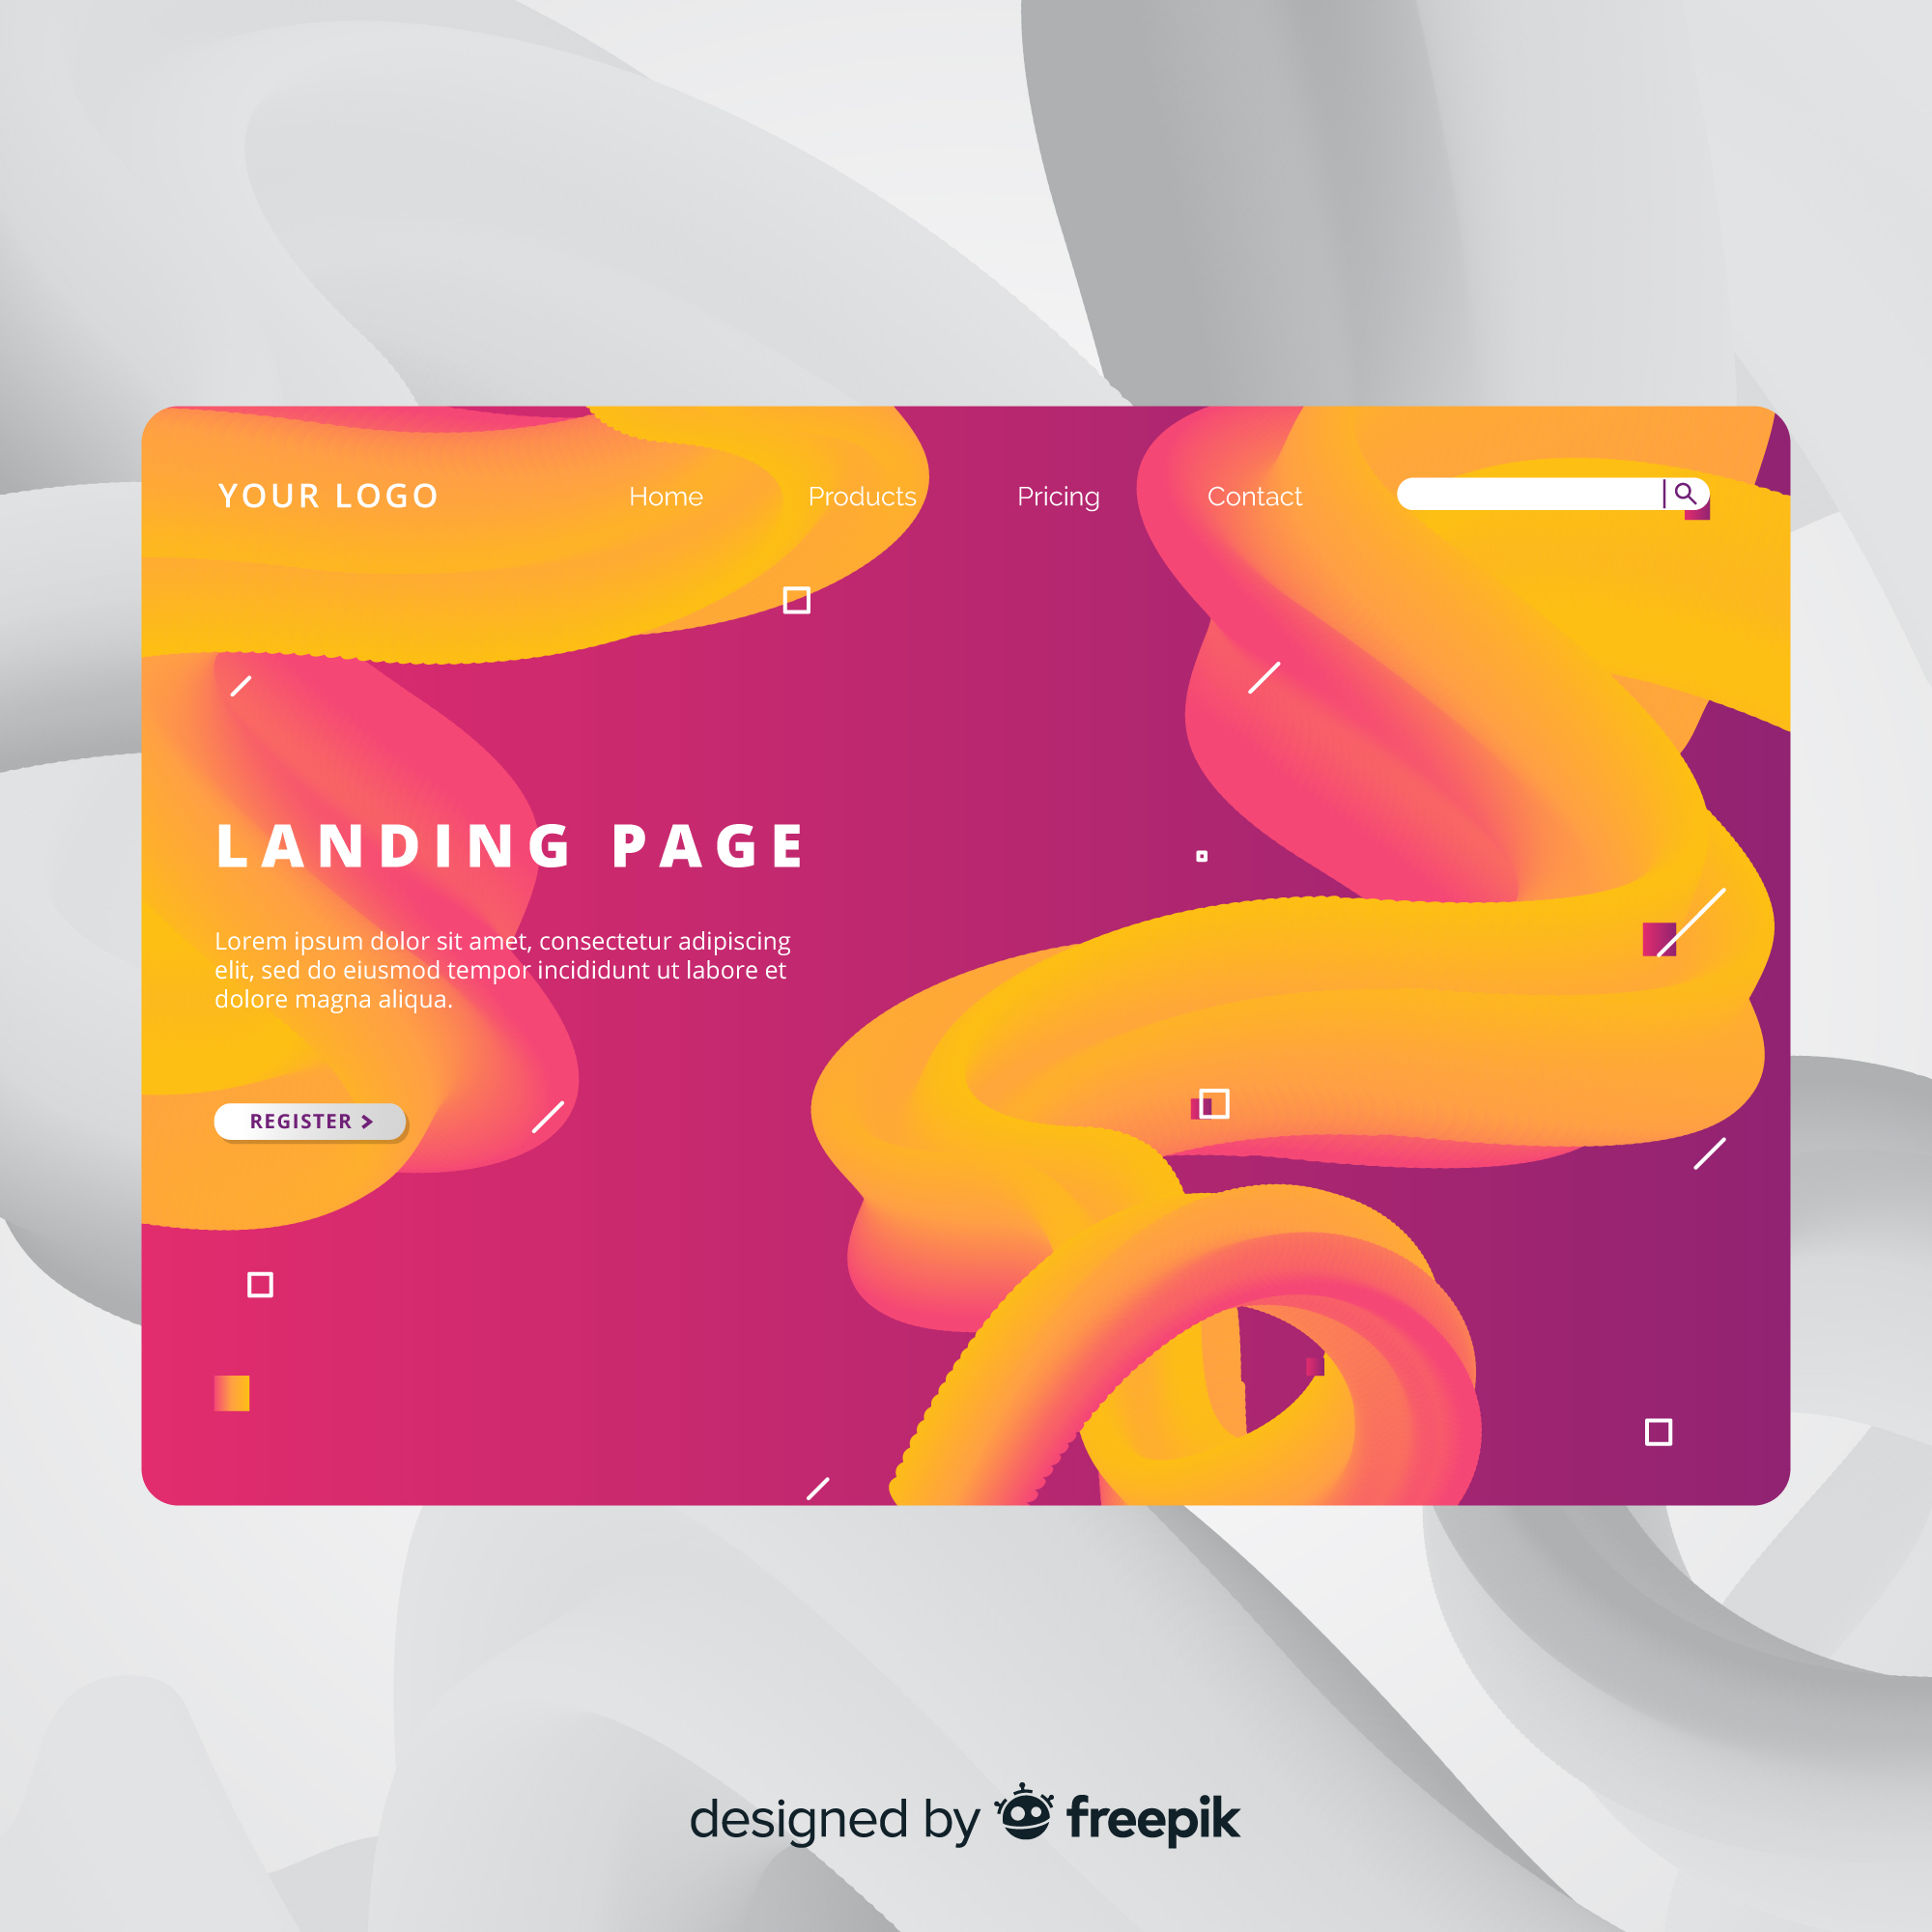 YOUR LOGO Home Products Pricing Contact
LANDING PAGE
Lorem ipsum dolor sit amet, consectetur adipiscing
elit, sed do eiusmod tempor incididunt ut labore et
dolore magna aliqua.
REGISTER >
designed by freepik